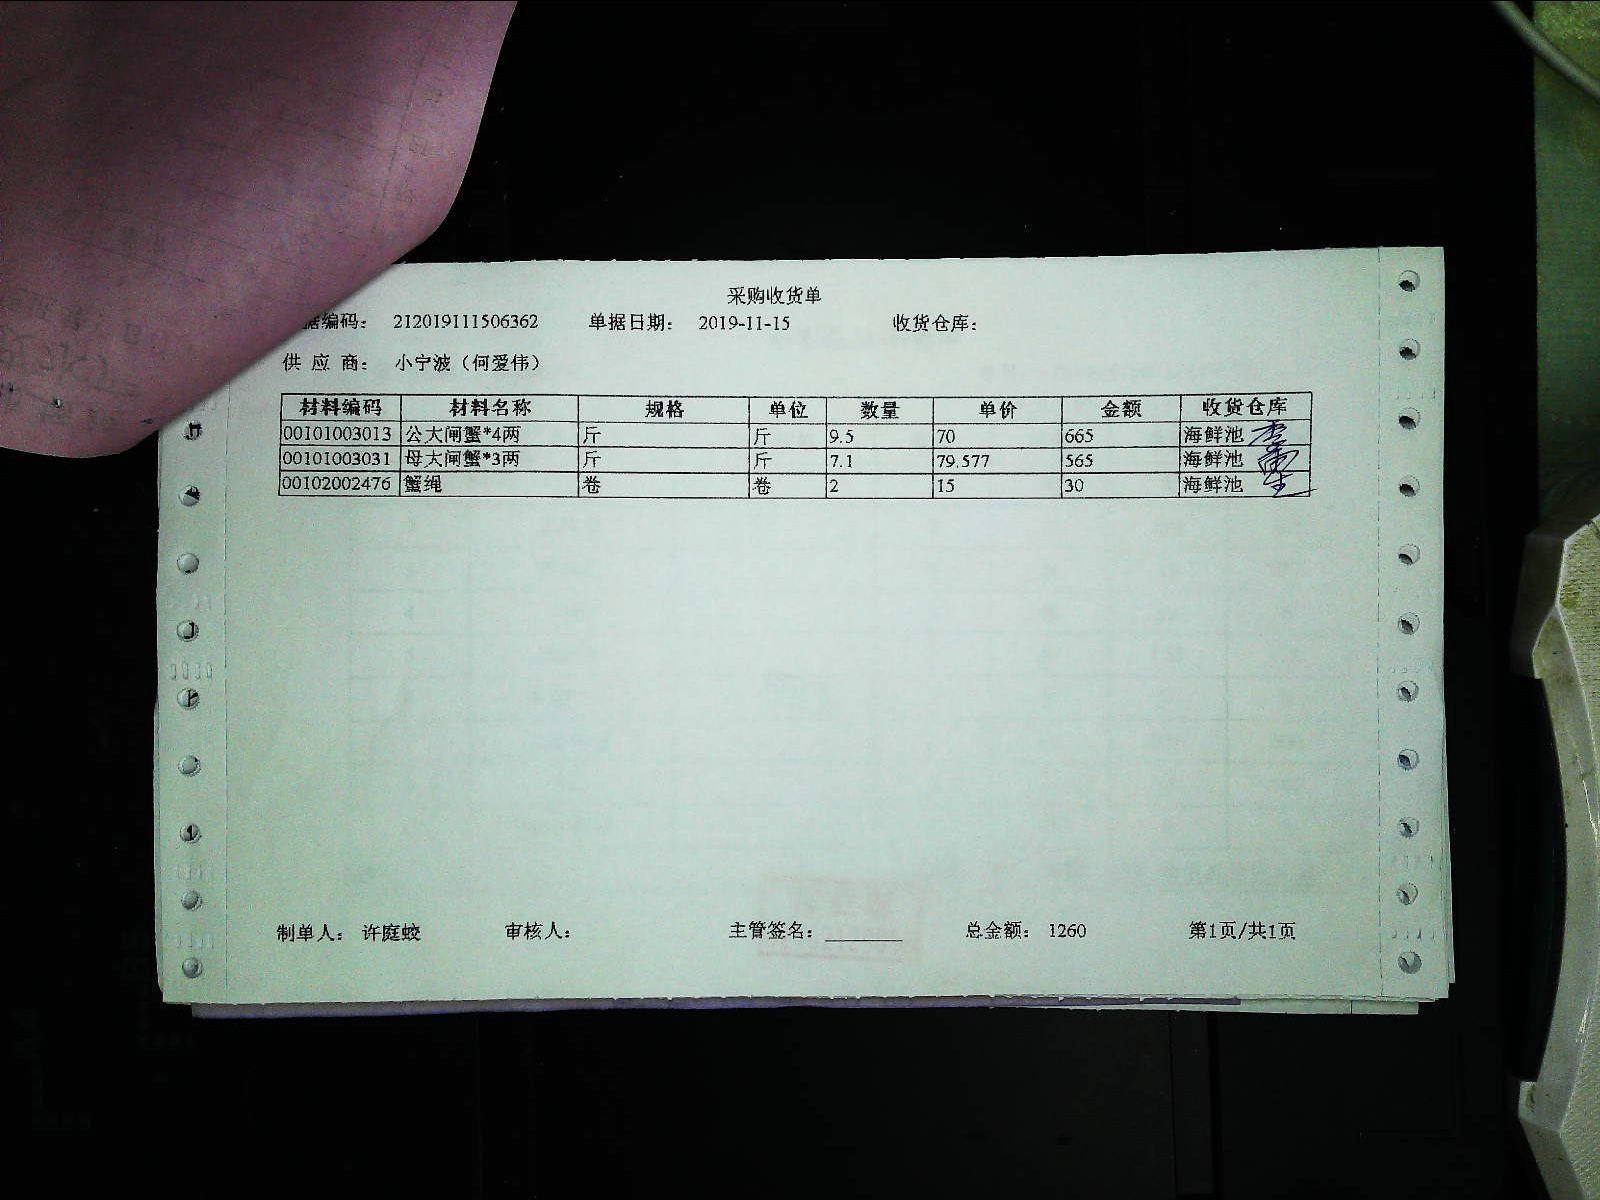 采购收货单
据编码： 212019111506362 单据日期： 2019-11-15 收货仓库：
供 应 商： 小宁波（何爱伟）
材料编码 材料名称 规格 单位 数量 单价 金额 收货仓库
00101003013 公大闸蟹*4两 斤 斤 9.5 70 665 海鲜池
00101003031 母大闸蟹*3两 斤 斤 7.1 79.577 565 海鲜池
00102002476 蟹绳 卷 卷 2 15 30 海鲜池
制单人： 许庭蛟 审核人： 主管签名： 总金额： 1260 第1页/共1页